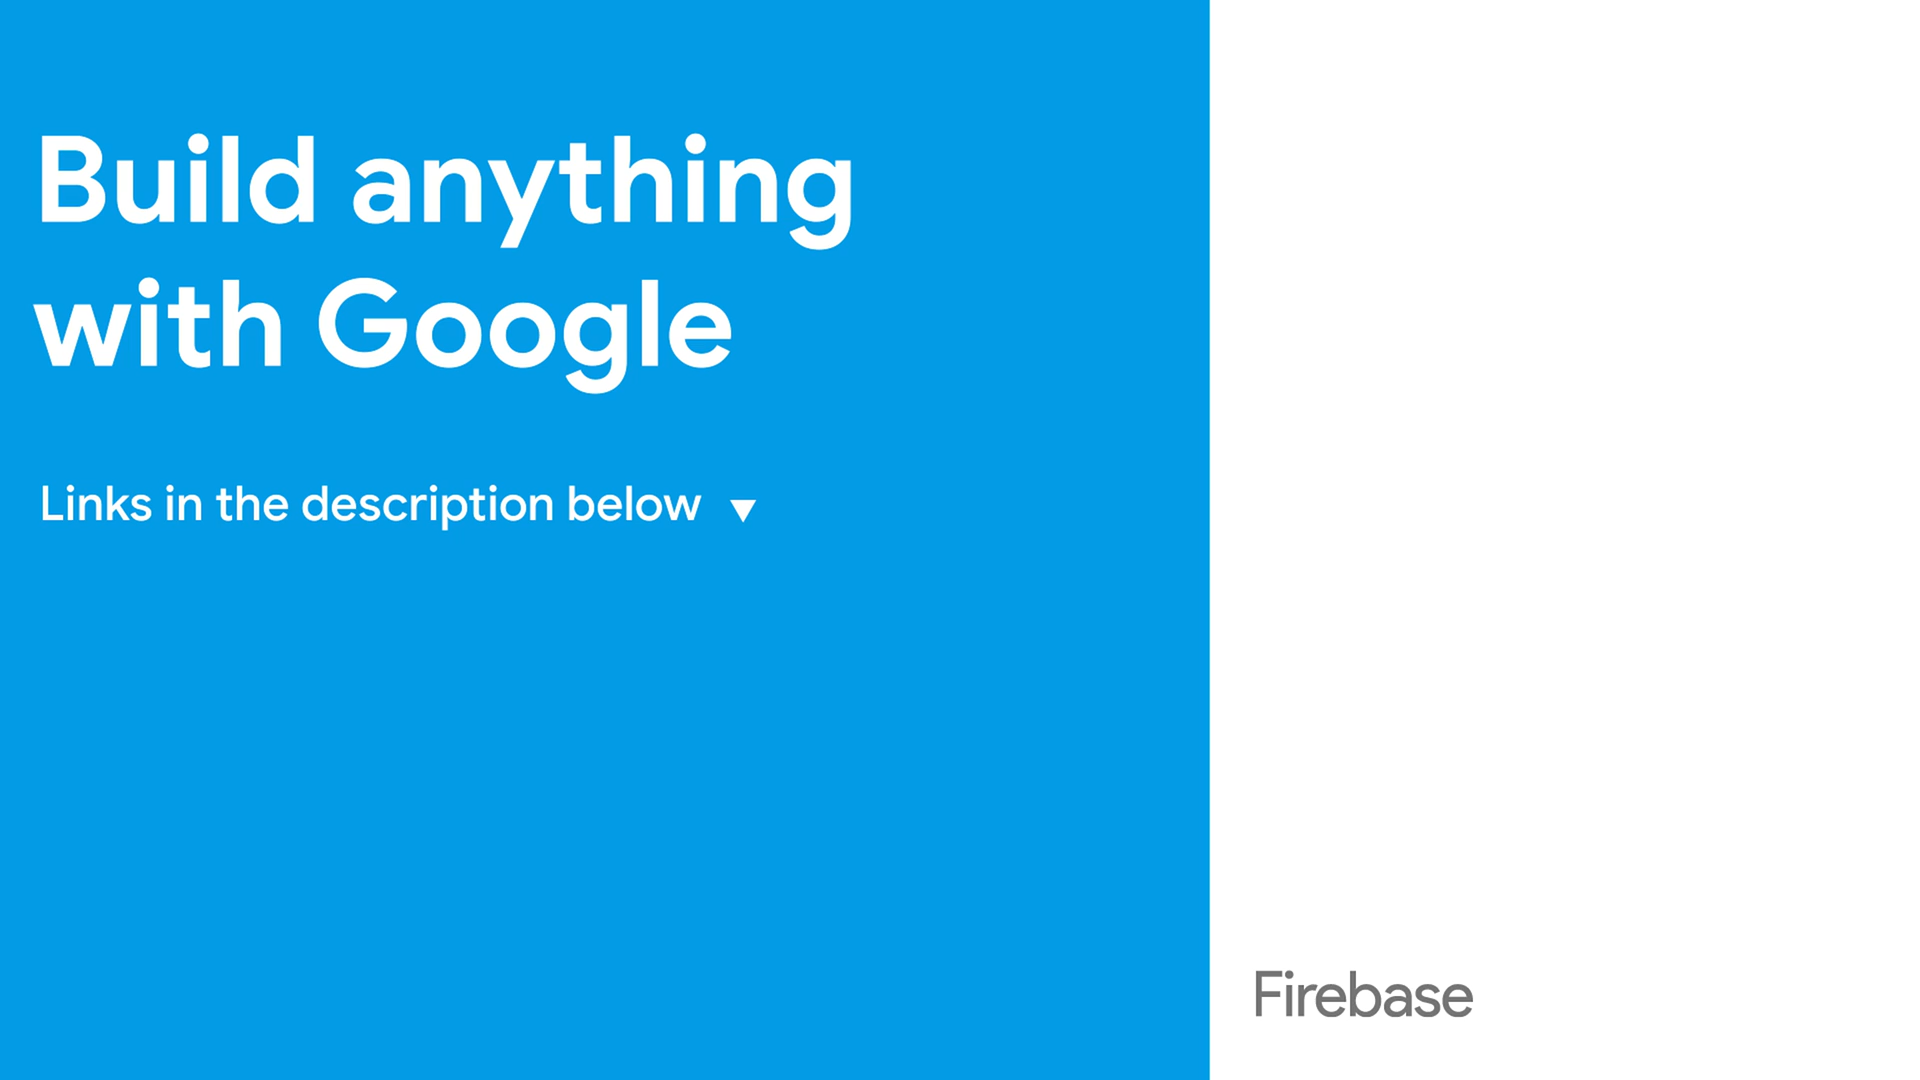 Build anything
with Google
Links in the description below ▼
Firebase